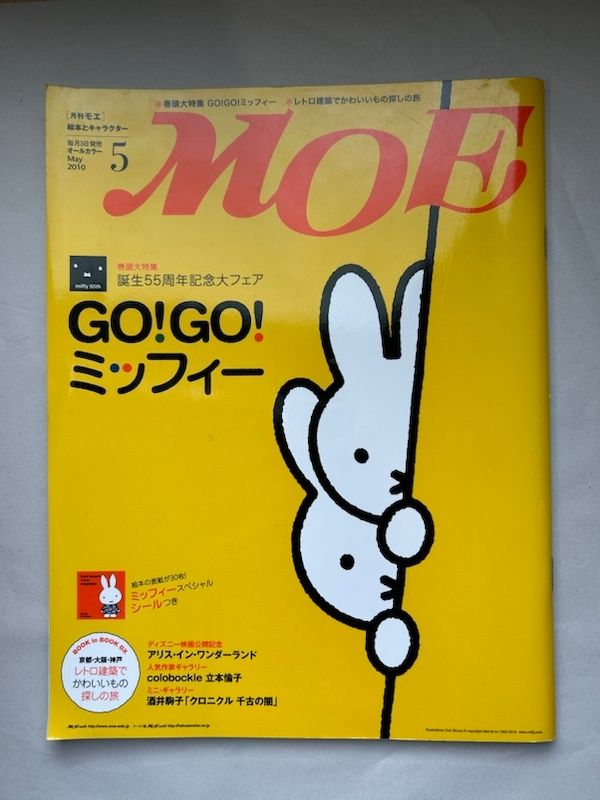 *巻頭大特集 GO!GO!ミッフィー *レトロ建築でかわいいもの探しの旅
[月刊モエ]
絵本とキャラクター
毎月3日発売
オールカラー
May
2010
5
MOE
miffy 55th
巻頭大特集
誕生55周年記念大フェア
GO!GO!
ミッフィー
絵本の表紙が30枚!
ミッフィースペシャル
シールつき
BOOK in BOOK DX
京都・大阪・神戸
レトロ建築で
かわいいもの
探しの旅
ディズニー映画公開記念
アリス・イン・ワンダーランド
人気作家ギャラリー
colobockle 立本倫子
ミニ・ギャラリー
酒井駒子「クロニクル 千古の闇」
http://www.moe-web.jp